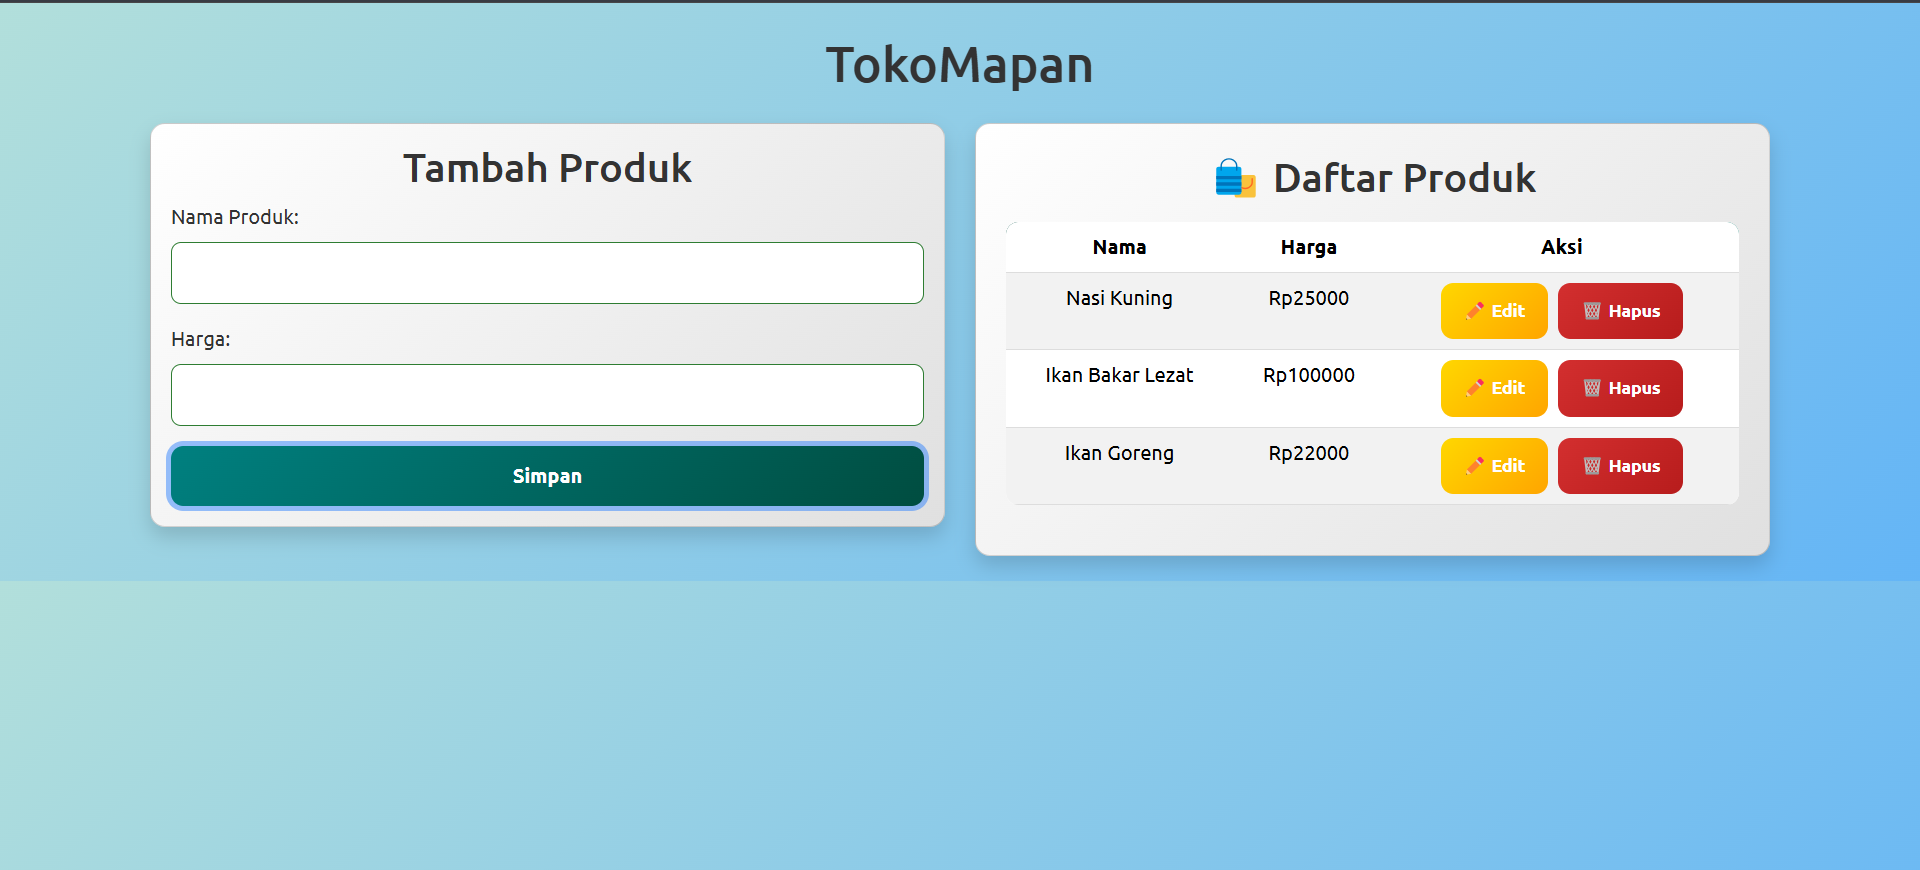 TokoMapan
Tambah Produk
Nama Produk:
Harga:
Simpan
Daftar Produk
Nama Harga Aksi
Nasi Kuning Rp25000 Edit Hapus
Ikan Bakar Lezat Rp100000 Edit Hapus
Ikan Goreng Rp22000 Edit Hapus